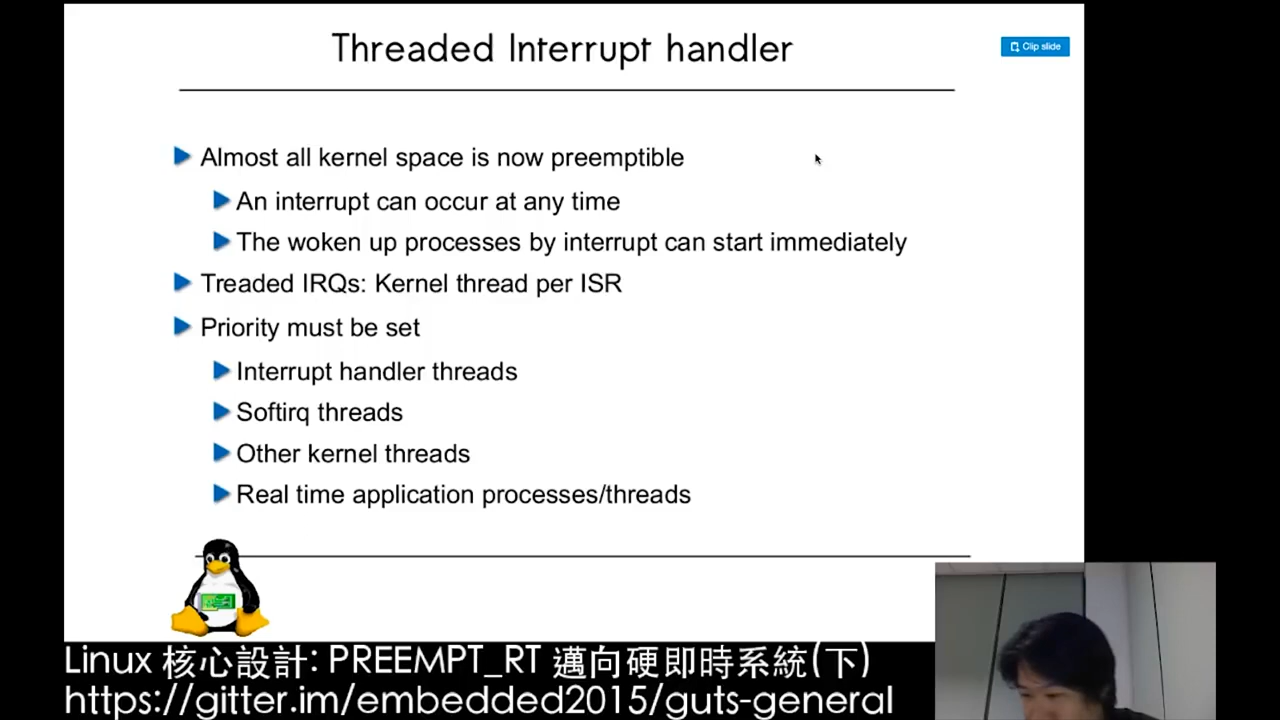 Threaded Interrupt handler
Clip slide
Almost all kernel space is now preemptible
An interrupt can occur at any time
The woken up processes by interrupt can start immediately
Treaded IRQs: Kernel thread per ISR
Priority must be set
Interrupt handler threads
Softirq threads
Other kernel threads
Real time application processes/threads
Linux 核心設計: PREEMPT_RT 邁向硬即時系統(下)
https://gitter.im/embedded2015/guts-general